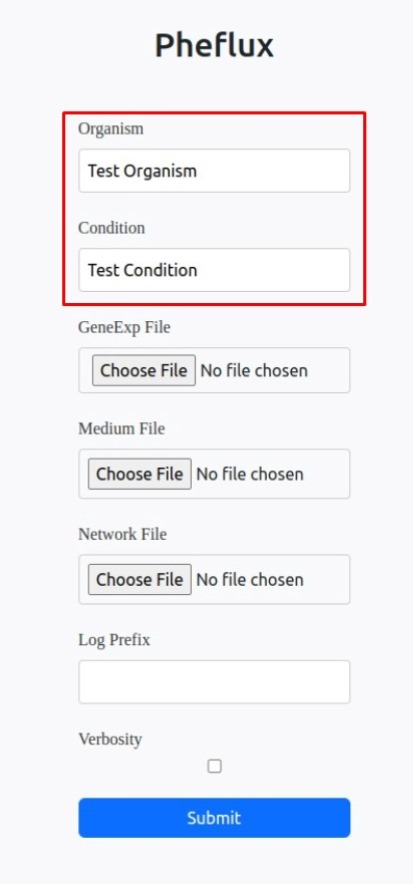 Pheflux
Organism
Test Organism
Condition
Test Condition
GeneExp File
Choose File No file chosen
Medium File
Choose File No file chosen
Network File
Choose File No file chosen
Log Prefix
Verbosity
Submit